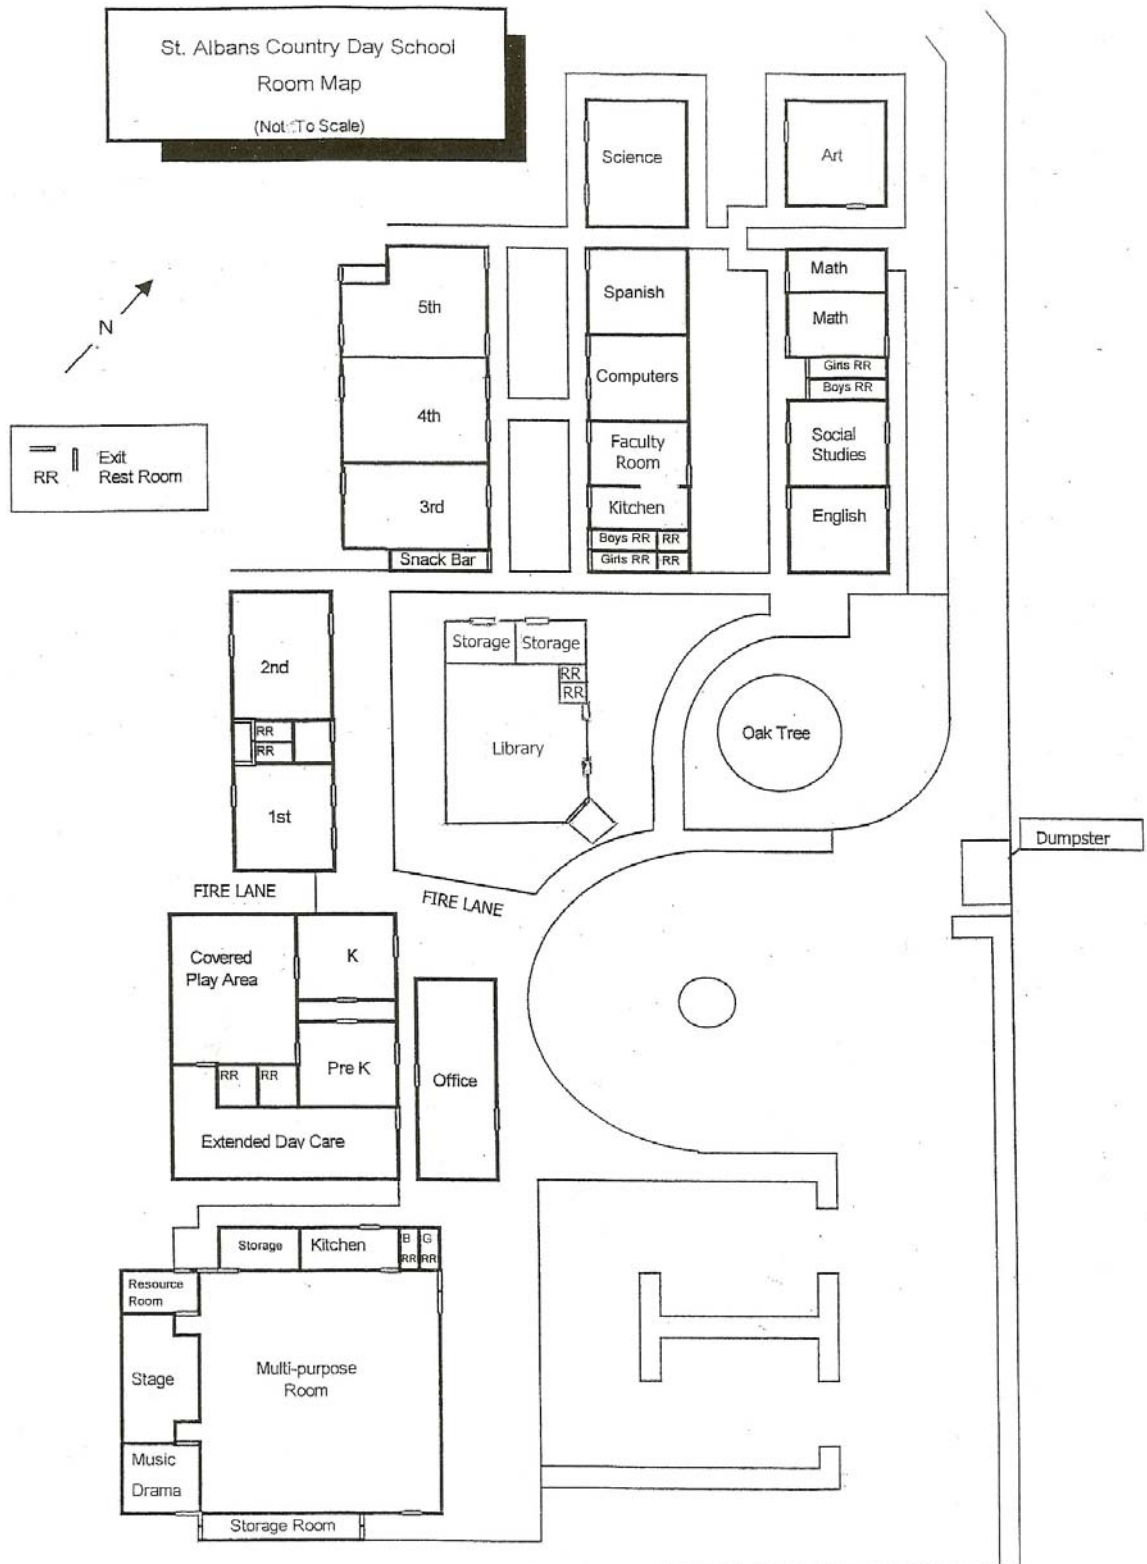 St. Albans Country Day School
Room Map
(Not To Scale)
Science
Art
N
5th
Spanish
Math
Math
Computers
Girls RR
Boys RR
4th
Exit
RR
Rest Room
Faculty
Room
Social
Studies
3rd
Kitchen
English
Boys RR
RR
Girls RR
RR
Snack Bar
2nd
Storage
Storage
RR
RR
RR
RR
Library
Oak Tree
1st
Dumpster
FIRE LANE
FIRE LANE
Covered
Play Area
K
RR
RR
Pre K
Office
Extended Day Care
Storage
Kitchen
B
RR
G
RR
Resource
Room
Stage
Multi-purpose
Room
Music
Drama
Storage Room